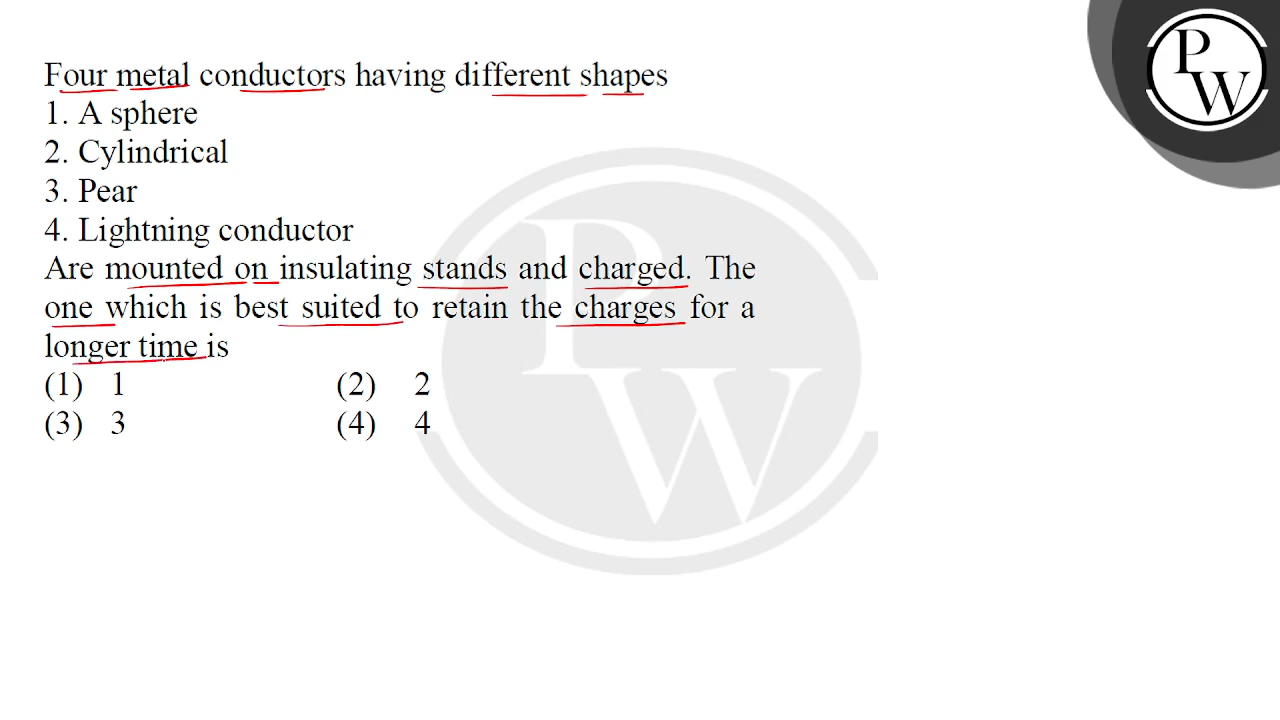 Four metal conductors having different shapes
1. A sphere
2. Cylindrical
3. Pear
4. Lightning conductor
Are mounted on insulating stands and charged. The
one which is best suited to retain the charges for a
longer time is
(1) 1 (2) 2
(3) 3 (4) 4
P
W
P
W